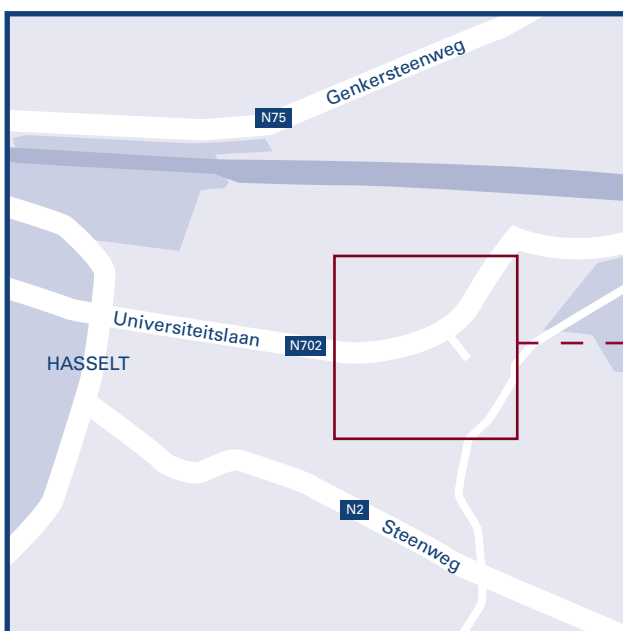 Genkersteenweg
N75
Universiteitslaan
N702
HASSELT
N2
Steenweg